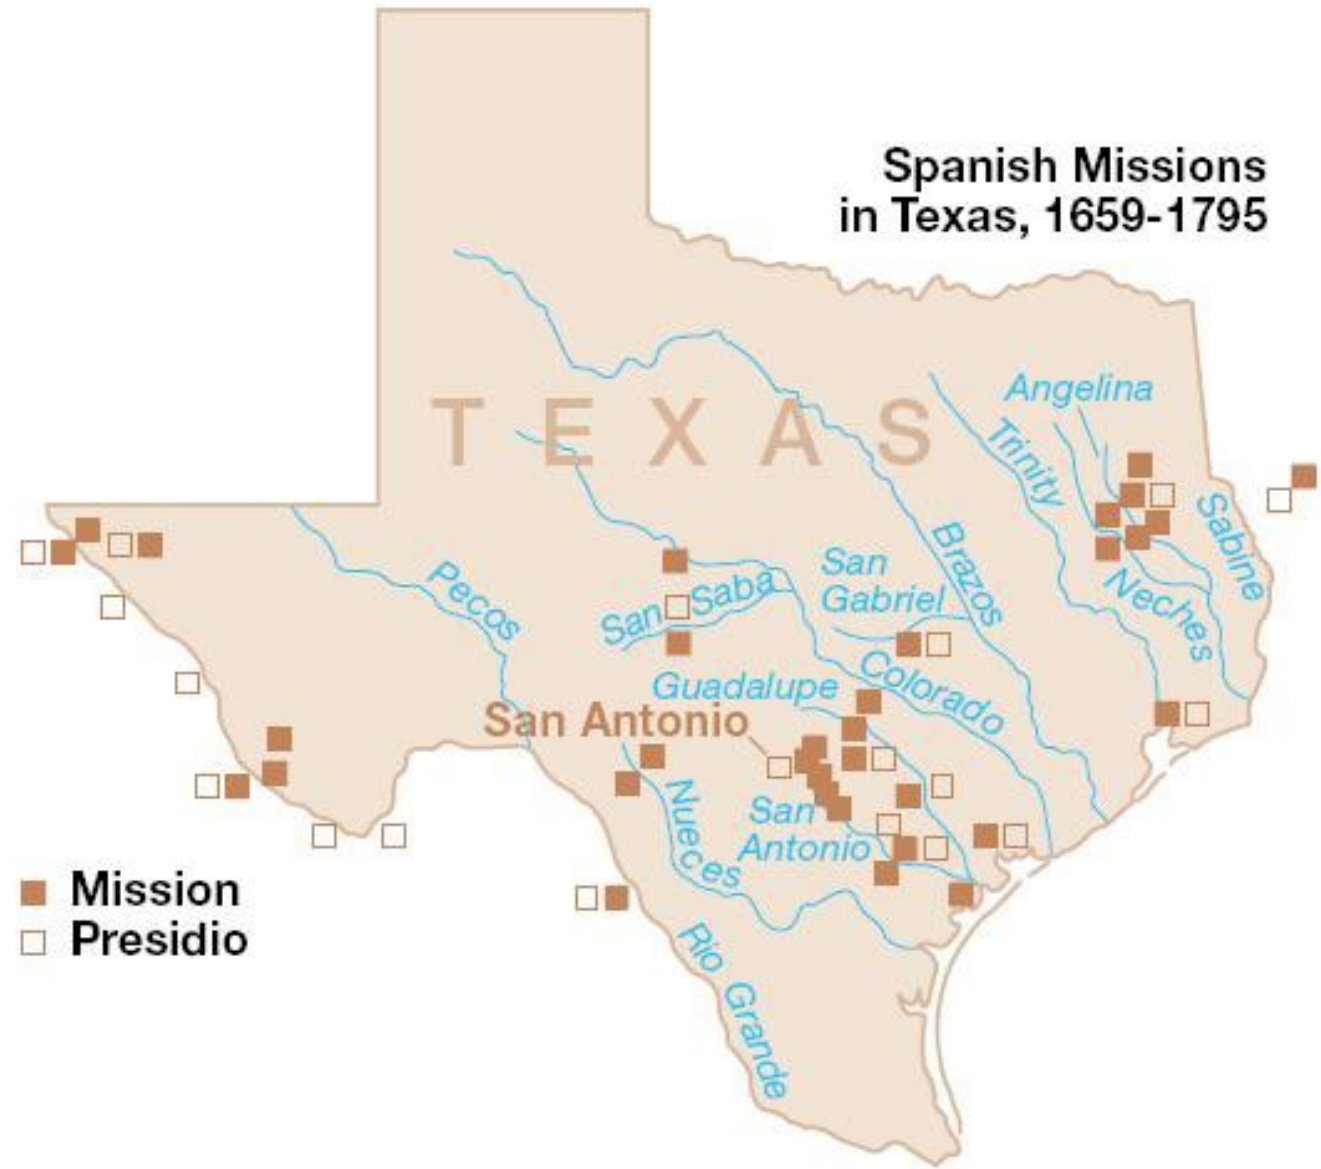 Spanish Missions
in Texas, 1659-1795
TEXAS
Angelina
Trinity
Sabine
Neches
Brazos
San
Gabriel
San Saba
Pecos
Colorado
Guadalupe
San Antonio
Nueces
San
Antonio
Rio Grande
Mission
Presidio